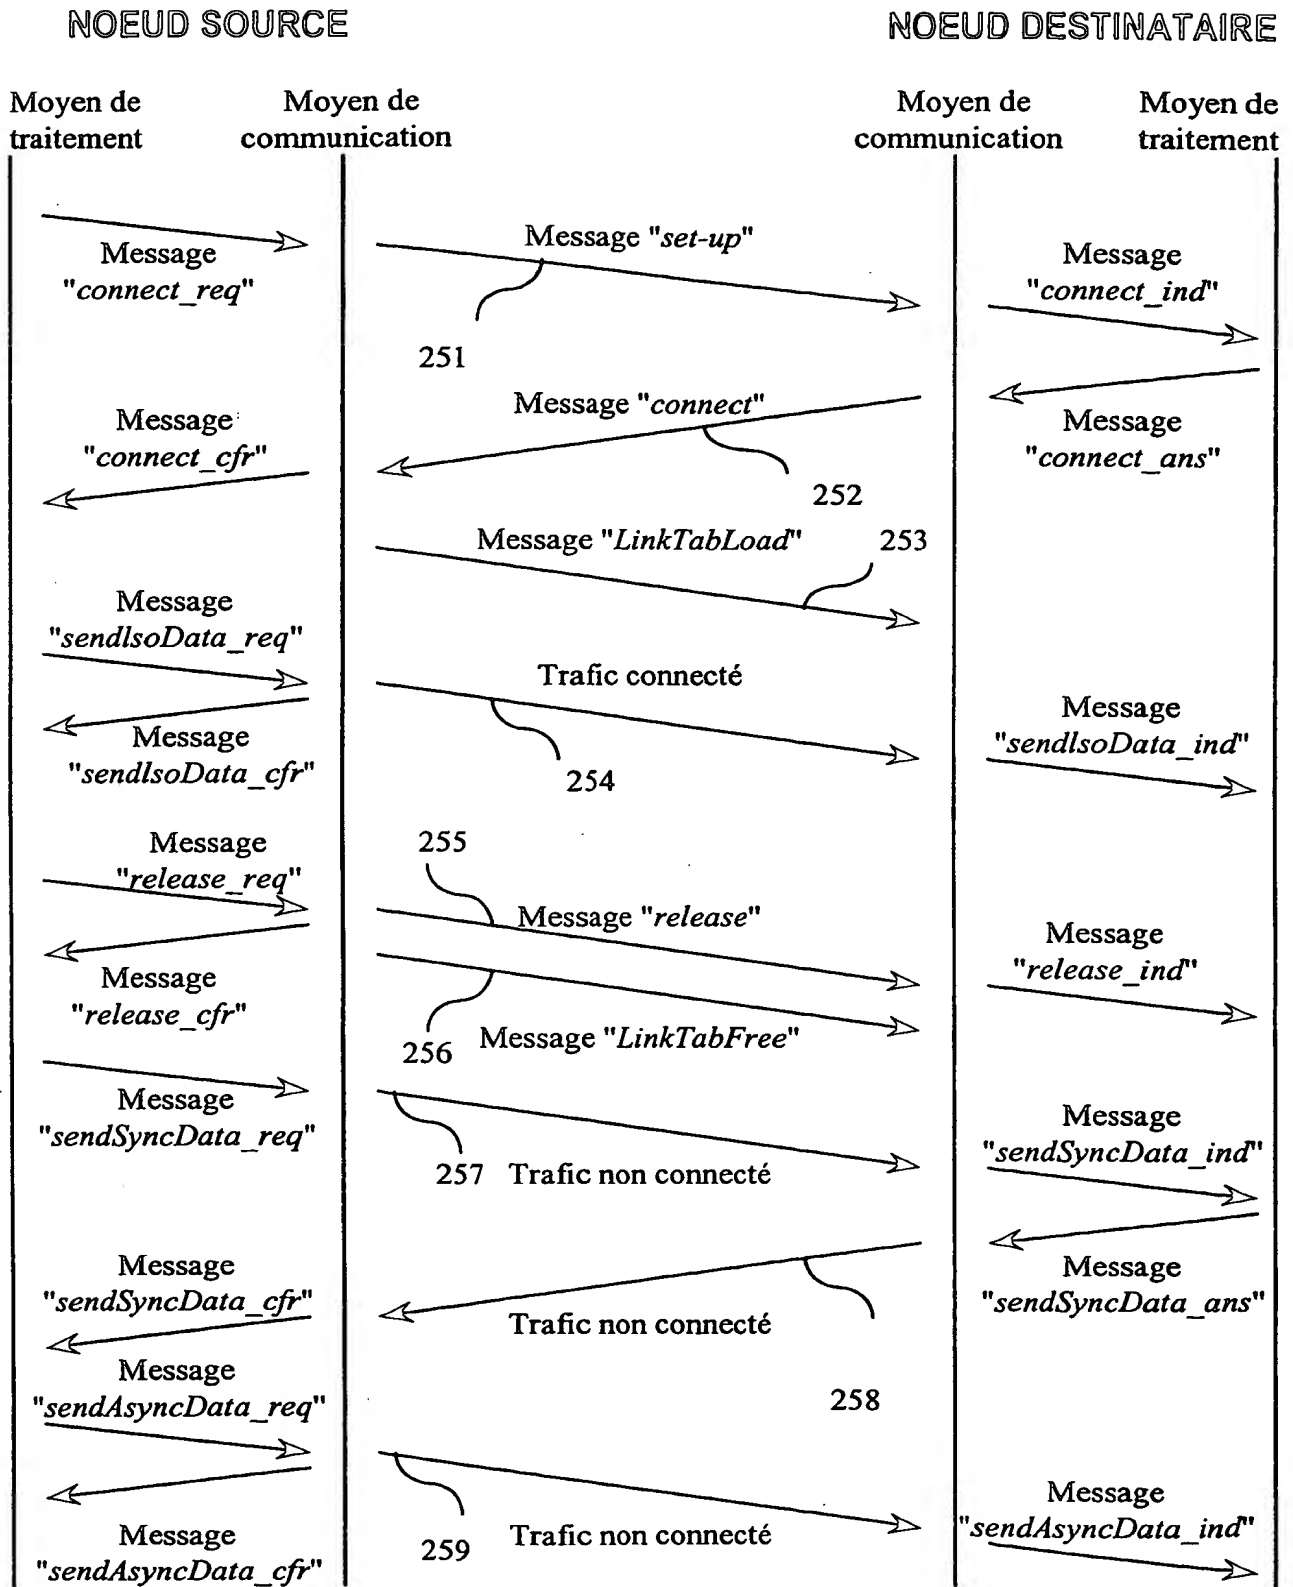 NOEUD SOURCE
NOEUD DESTINATAIRE
Moyen de
traitement
Moyen de
communication
Moyen de
communication
Moyen de
traitement
Message "set-up"
Message
"connect_req"
Message
"connect_ind"
251
Message "connect"
Message
"connect_cfr"
Message
"connect_ans"
252
Message "LinkTabLoad"
253
Message
"sendIsoData_req"
Trafic connecté
Message
"sendIsoData_cfr"
Message
"sendIsoData_ind"
254
Message
"release_req"
255
Message "release"
Message
"release_ind"
Message
"release_cfr"
256
Message "LinkTabFree"
Message
"sendSyncData_req"
Message
"sendSyncData_ind"
257
Trafic non connecté
Message
"sendSyncData_cfr"
Message
"sendSyncData_ans"
Trafic non connecté
258
Message
"sendAsyncData_req"
Message
"sendAsyncData_ind"
259
Trafic non connecté
Message
"sendAsyncData_cfr"